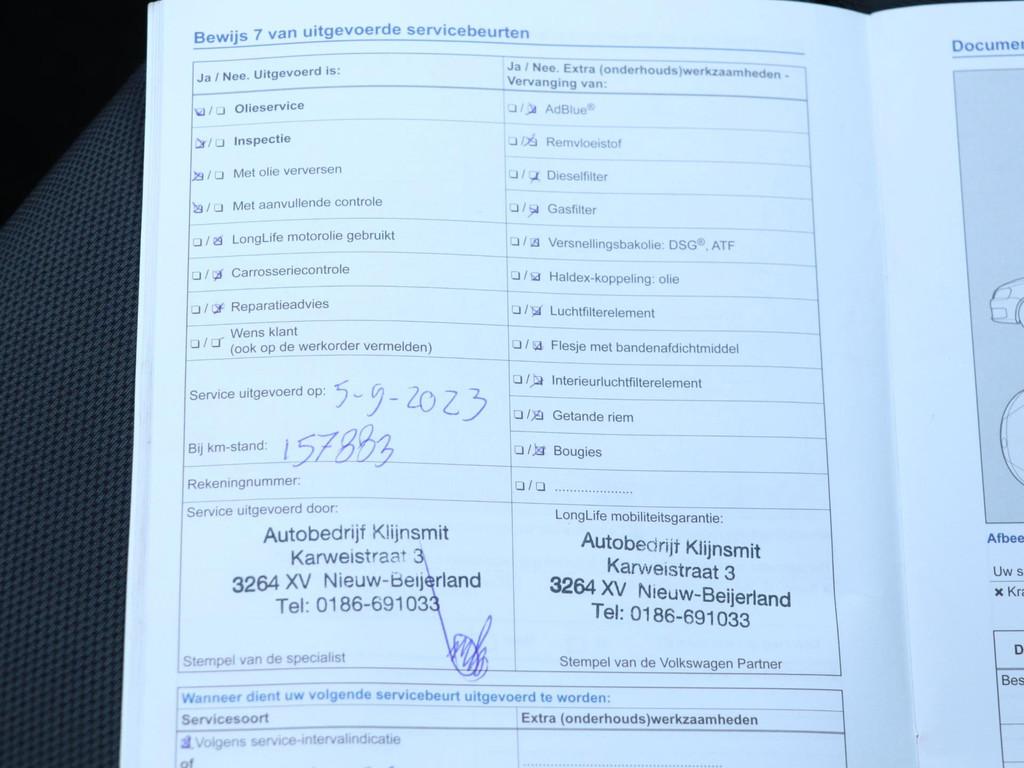 Bewijs 7 van uitgevoerde servicebeurten
Ja / Nee. Uitgevoerd is:
☒ / ☐ Olieservice
☒ / ☐ Inspectie
☒ / ☐ Met olie verversen
☒ / ☐ Met aanvullende controle
☐ / ☒ LongLife motorolie gebruikt
☐ / ☒ Carrosseriecontrole
☐ / ☒ Reparatieadvies
☐ / ☐ Wens klant
(ook op de werkorder vermelden)
Service uitgevoerd op: 5-9-2023
Bij km-stand: 157883
Rekeningnummer:
Service uitgevoerd door:
Autobedrijf Klijnsmit
Karweistraat 3
3264 XV Nieuw-Beijerland
Tel: 0186-691033
Stempel van de specialist
Ja / Nee. Extra (onderhouds)werkzaamheden -
Vervanging van:
☐ / ☒ AdBlue®
☐ / ☒ Remvloeistof
☐ / ☒ Dieselfilter
☐ / ☒ Gasfilter
☐ / ☒ Versnellingsbakolie: DSG®, ATF
☐ / ☒ Haldex-koppeling: olie
☐ / ☒ Luchtfilterelement
☐ / ☒ Flesje met bandenafdichtmiddel
☐ / ☒ Interieurluchtfilterelement
☐ / ☒ Getande riem
☐ / ☒ Bougies
☐ / ☐ ......................
LongLife mobiliteitsgarantie:
Autobedrijf Klijnsmit
Karweistraat 3
3264 XV Nieuw-Beijerland
Tel: 0186-691033
Stempel van de Volkswagen Partner
Wanneer dient uw volgende servicebeurt uitgevoerd te worden:
Servicesoort
Extra (onderhouds)werkzaamheden
☒ Volgens service-intervalindicatie
of
Documen
Afbee
Uw s
× Kra
D
Bes